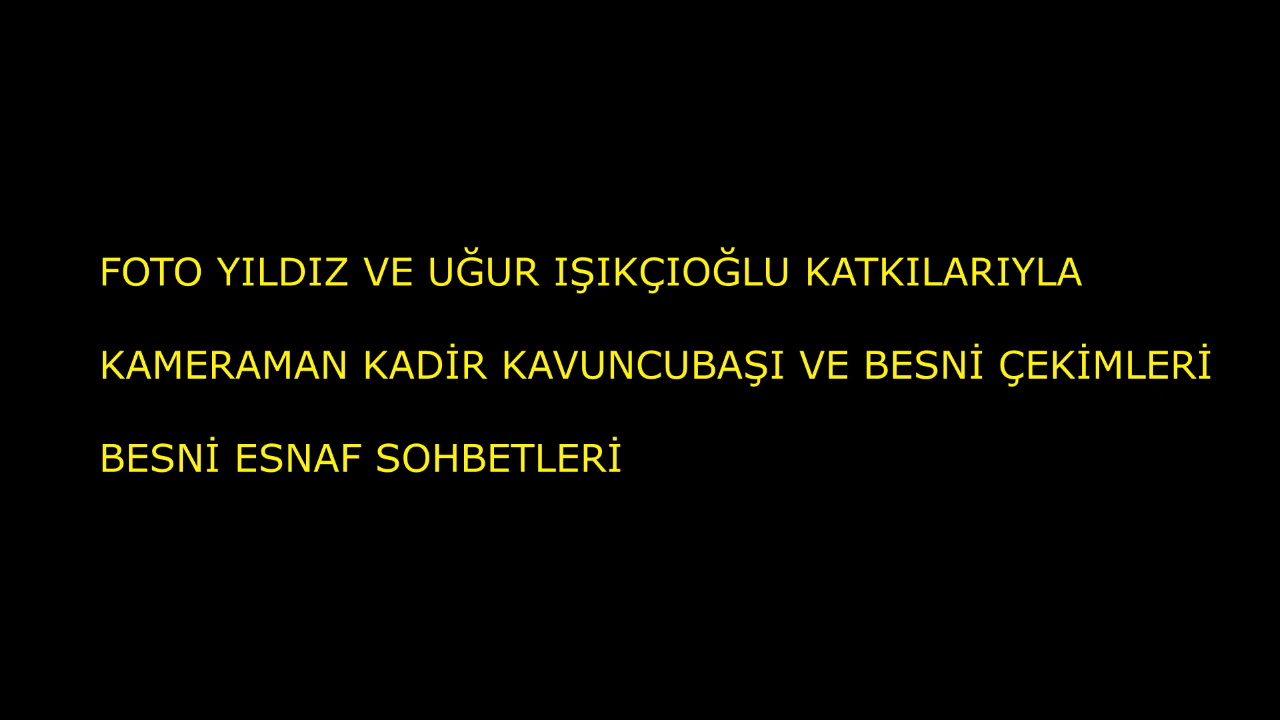 FOTO YILDIZ VE UĞUR IŞIKÇIOĞLU KATKILARIYLA
KAMERAMAN KADİR KAVUNCUBAŞI VE BESNİ ÇEKİMLERİ
BESNİ ESNAF SOHBETLERİ